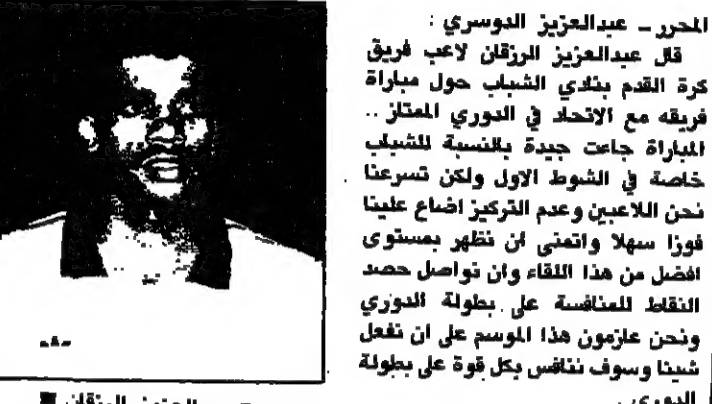 المحرر ـ عبدالعزيز الدوسري :
قال عبدالعزيز الرزقان لاعب فريق
كرة القدم بنادي الشباب حول مباراة
فريقه مع الاتحاد في الدوري الممتاز ..
المباراة جاءت جيدة بالنسبة للشباب
خاصة في الشوط الاول ولكن تسرعنا
نحن اللاعبين وعدم التركيز اضاع علينا
فوزا سهلا واتمنى ان نظهر بمستوى
افضل من هذا اللقاء وان نواصل حصد
النقاط للمنافسة على بطولة الدوري
ونحن عازمون هذا الموسم على ان نفعل
شيئا وسوف ننافس بكل قوة على بطولة
الدوري .
الرزقان